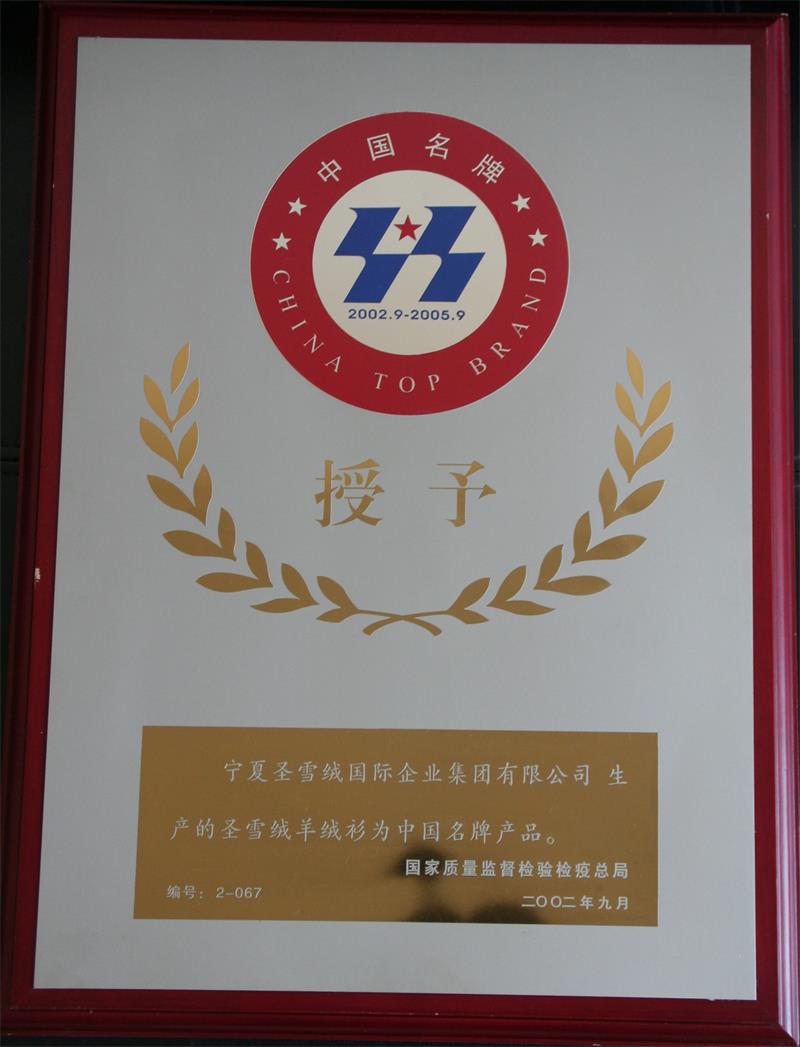 中国名牌
2002.9-2005.9
CHINA TOP BRAND
授予
宁夏圣雪绒国际企业集团有限公司 生
产的圣雪绒羊绒衫为中国名牌产品。
国家质量监督检验检疫总局
编号：2-067
二〇〇二年九月